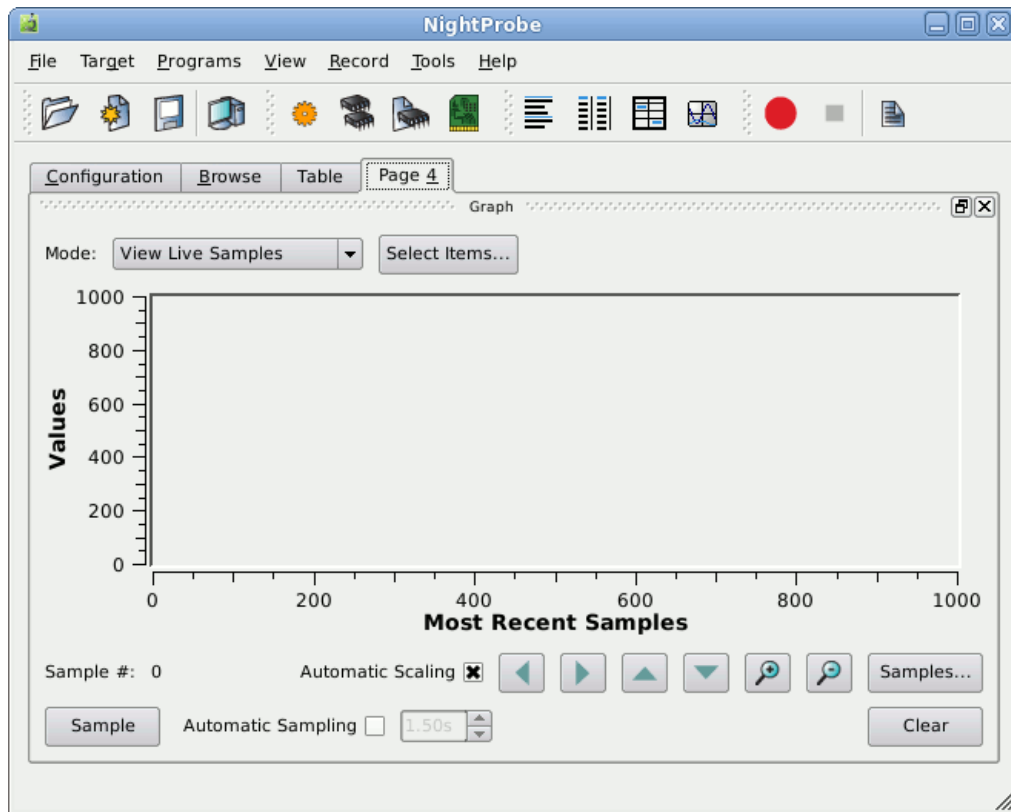 NightProbe
File Target Programs View Record Tools Help
Configuration Browse Table Page 4
Graph
Mode: View Live Samples Select Items...
1000
800
600
400
200
0
Values
0 200 400 600 800 1000
Most Recent Samples
Sample #: 0 Automatic Scaling Samples...
Sample Automatic Sampling 1.50s Clear